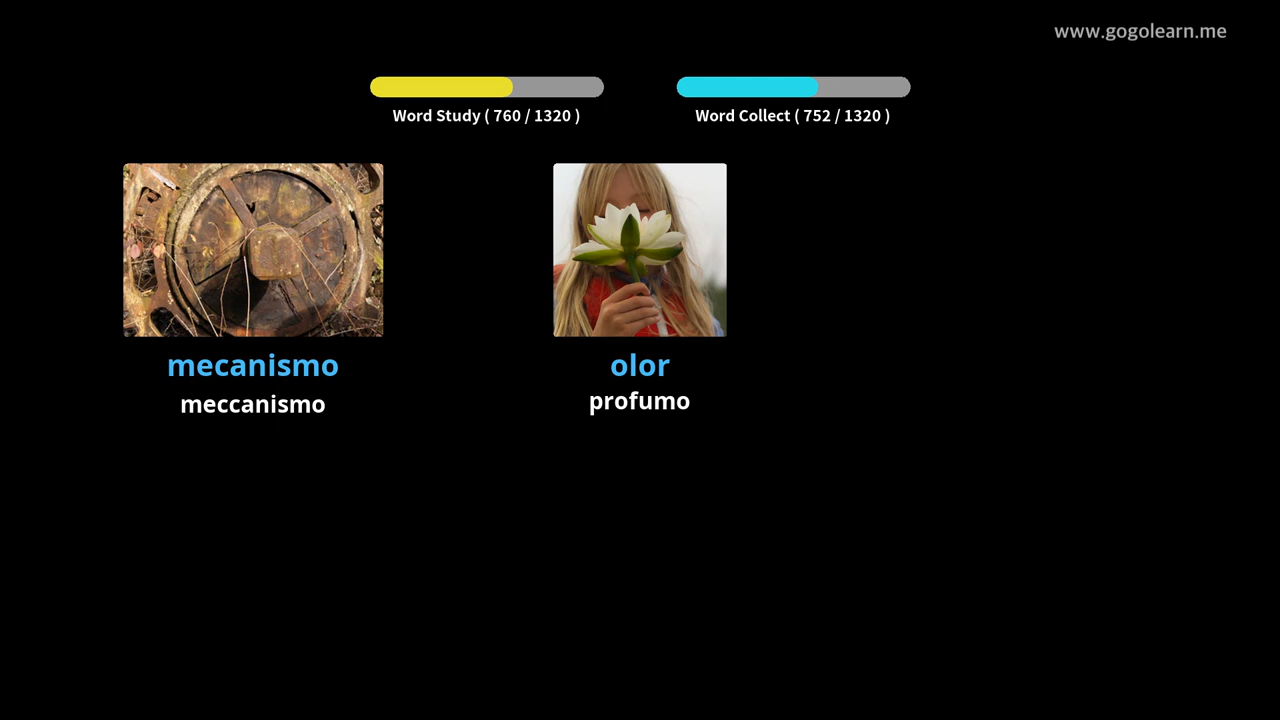 www.gogolearn.me
Word Study ( 760 / 1320 )
Word Collect ( 752 / 1320 )
mecanismo
meccanismo
olor
profumo